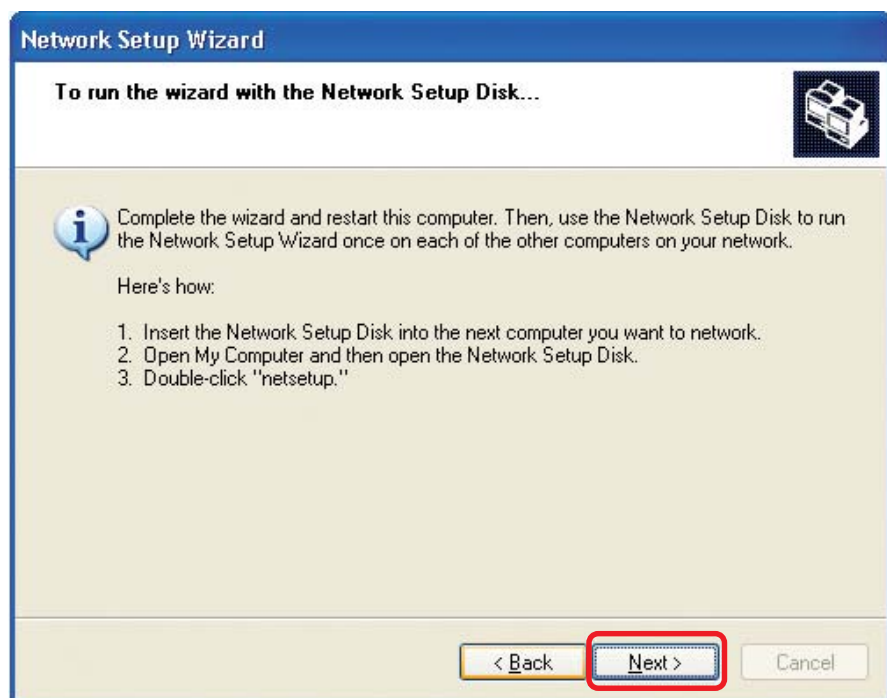 Network Setup Wizard
To run the wizard with the Network Setup Disk...
Complete the wizard and restart this computer. Then, use the Network Setup Disk to run
the Network Setup Wizard once on each of the other computers on your network.
Here's how:
1. Insert the Network Setup Disk into the next computer you want to network.
2. Open My Computer and then open the Network Setup Disk.
3. Double-click "netsetup."
< Back
Next >
Cancel